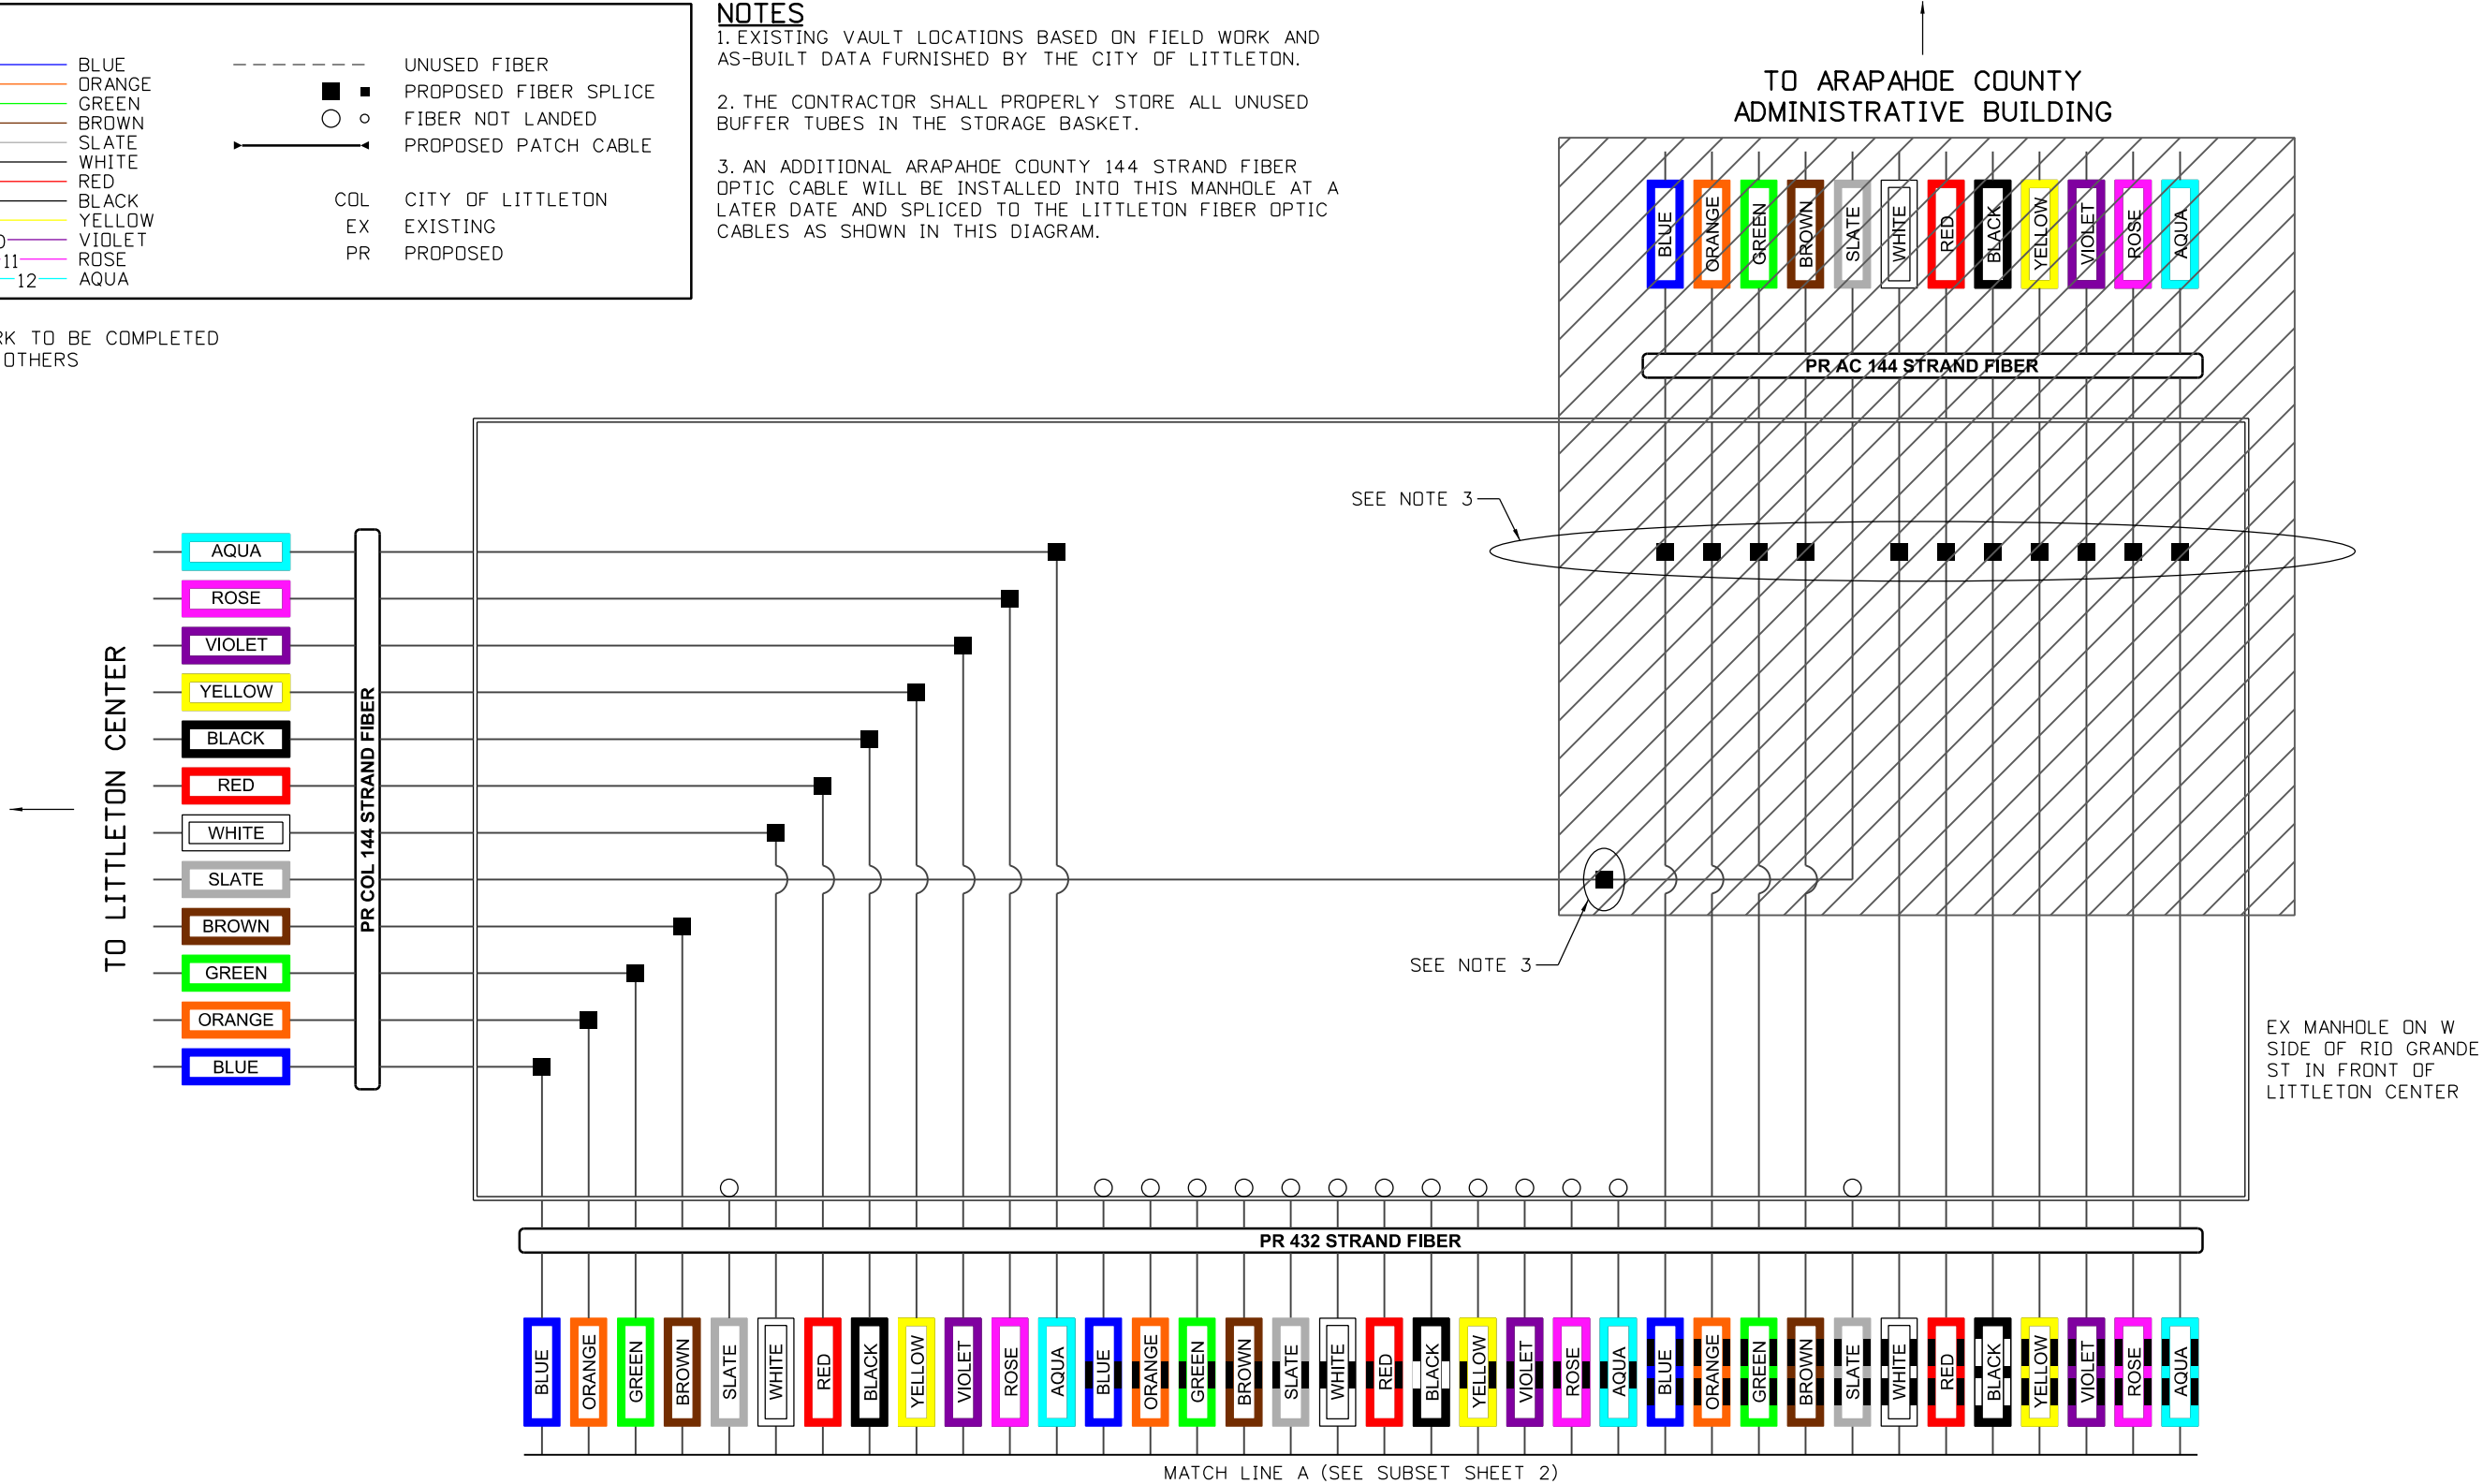 BLUE
ORANGE
GREEN
BROWN
SLATE
WHITE
RED
BLACK
YELLOW
VIOLET
11 ROSE
12 AQUA
UNUSED FIBER
PROPOSED FIBER SPLICE
FIBER NOT LANDED
PROPOSED PATCH CABLE
COL CITY OF LITTLETON
EX EXISTING
PR PROPOSED
RK TO BE COMPLETED
OTHERS
NOTES
1. EXISTING VAULT LOCATIONS BASED ON FIELD WORK AND
AS-BUILT DATA FURNISHED BY THE CITY OF LITTLETON.
2. THE CONTRACTOR SHALL PROPERLY STORE ALL UNUSED
BUFFER TUBES IN THE STORAGE BASKET.
3. AN ADDITIONAL ARAPAHOE COUNTY 144 STRAND FIBER
OPTIC CABLE WILL BE INSTALLED INTO THIS MANHOLE AT A
LATER DATE AND SPLICED TO THE LITTLETON FIBER OPTIC
CABLES AS SHOWN IN THIS DIAGRAM.
TO ARAPAHOE COUNTY
ADMINISTRATIVE BUILDING
BLUE
ORANGE
GREEN
BROWN
SLATE
WHITE
RED
BLACK
YELLOW
VIOLET
ROSE
AQUA
PR AC 144 STRAND FIBER
SEE NOTE 3
TO LITTLETON CENTER
AQUA
ROSE
VIOLET
YELLOW
BLACK
RED
WHITE
SLATE
BROWN
GREEN
ORANGE
BLUE
PR COL 144 STRAND FIBER
SEE NOTE 3
EX MANHOLE ON W
SIDE OF RIO GRANDE
ST IN FRONT OF
LITTLETON CENTER
PR 432 STRAND FIBER
BLUE
ORANGE
GREEN
BROWN
SLATE
WHITE
RED
BLACK
YELLOW
VIOLET
ROSE
AQUA
BLUE
ORANGE
GREEN
BROWN
SLATE
WHITE
RED
BLACK
YELLOW
VIOLET
ROSE
AQUA
BLUE
ORANGE
GREEN
BROWN
SLATE
WHITE
RED
BLACK
YELLOW
VIOLET
ROSE
AQUA
MATCH LINE A (SEE SUBSET SHEET 2)